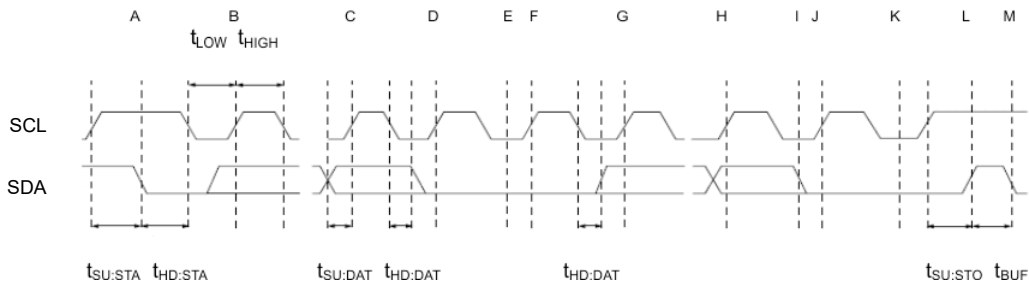 A B C D E F G H I J K L M
tLOW tHIGH
SCL
SDA
tSU:STA tHD:STA tSU:DAT tHD:DAT tHD:DAT tSU:STO tBUF